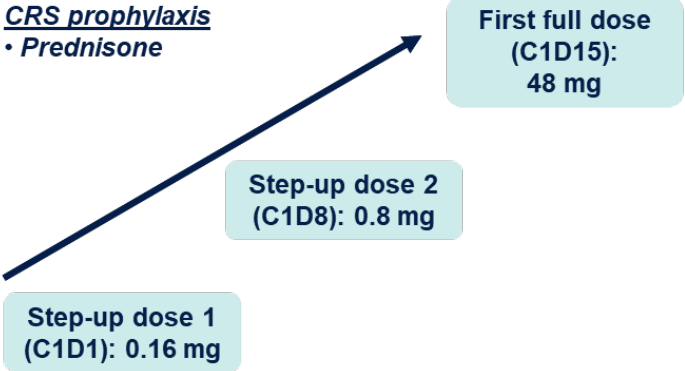 CRS prophylaxis
• Prednisone
First full dose
(C1D15):
48 mg
Step-up dose 2
(C1D8): 0.8 mg
Step-up dose 1
(C1D1): 0.16 mg